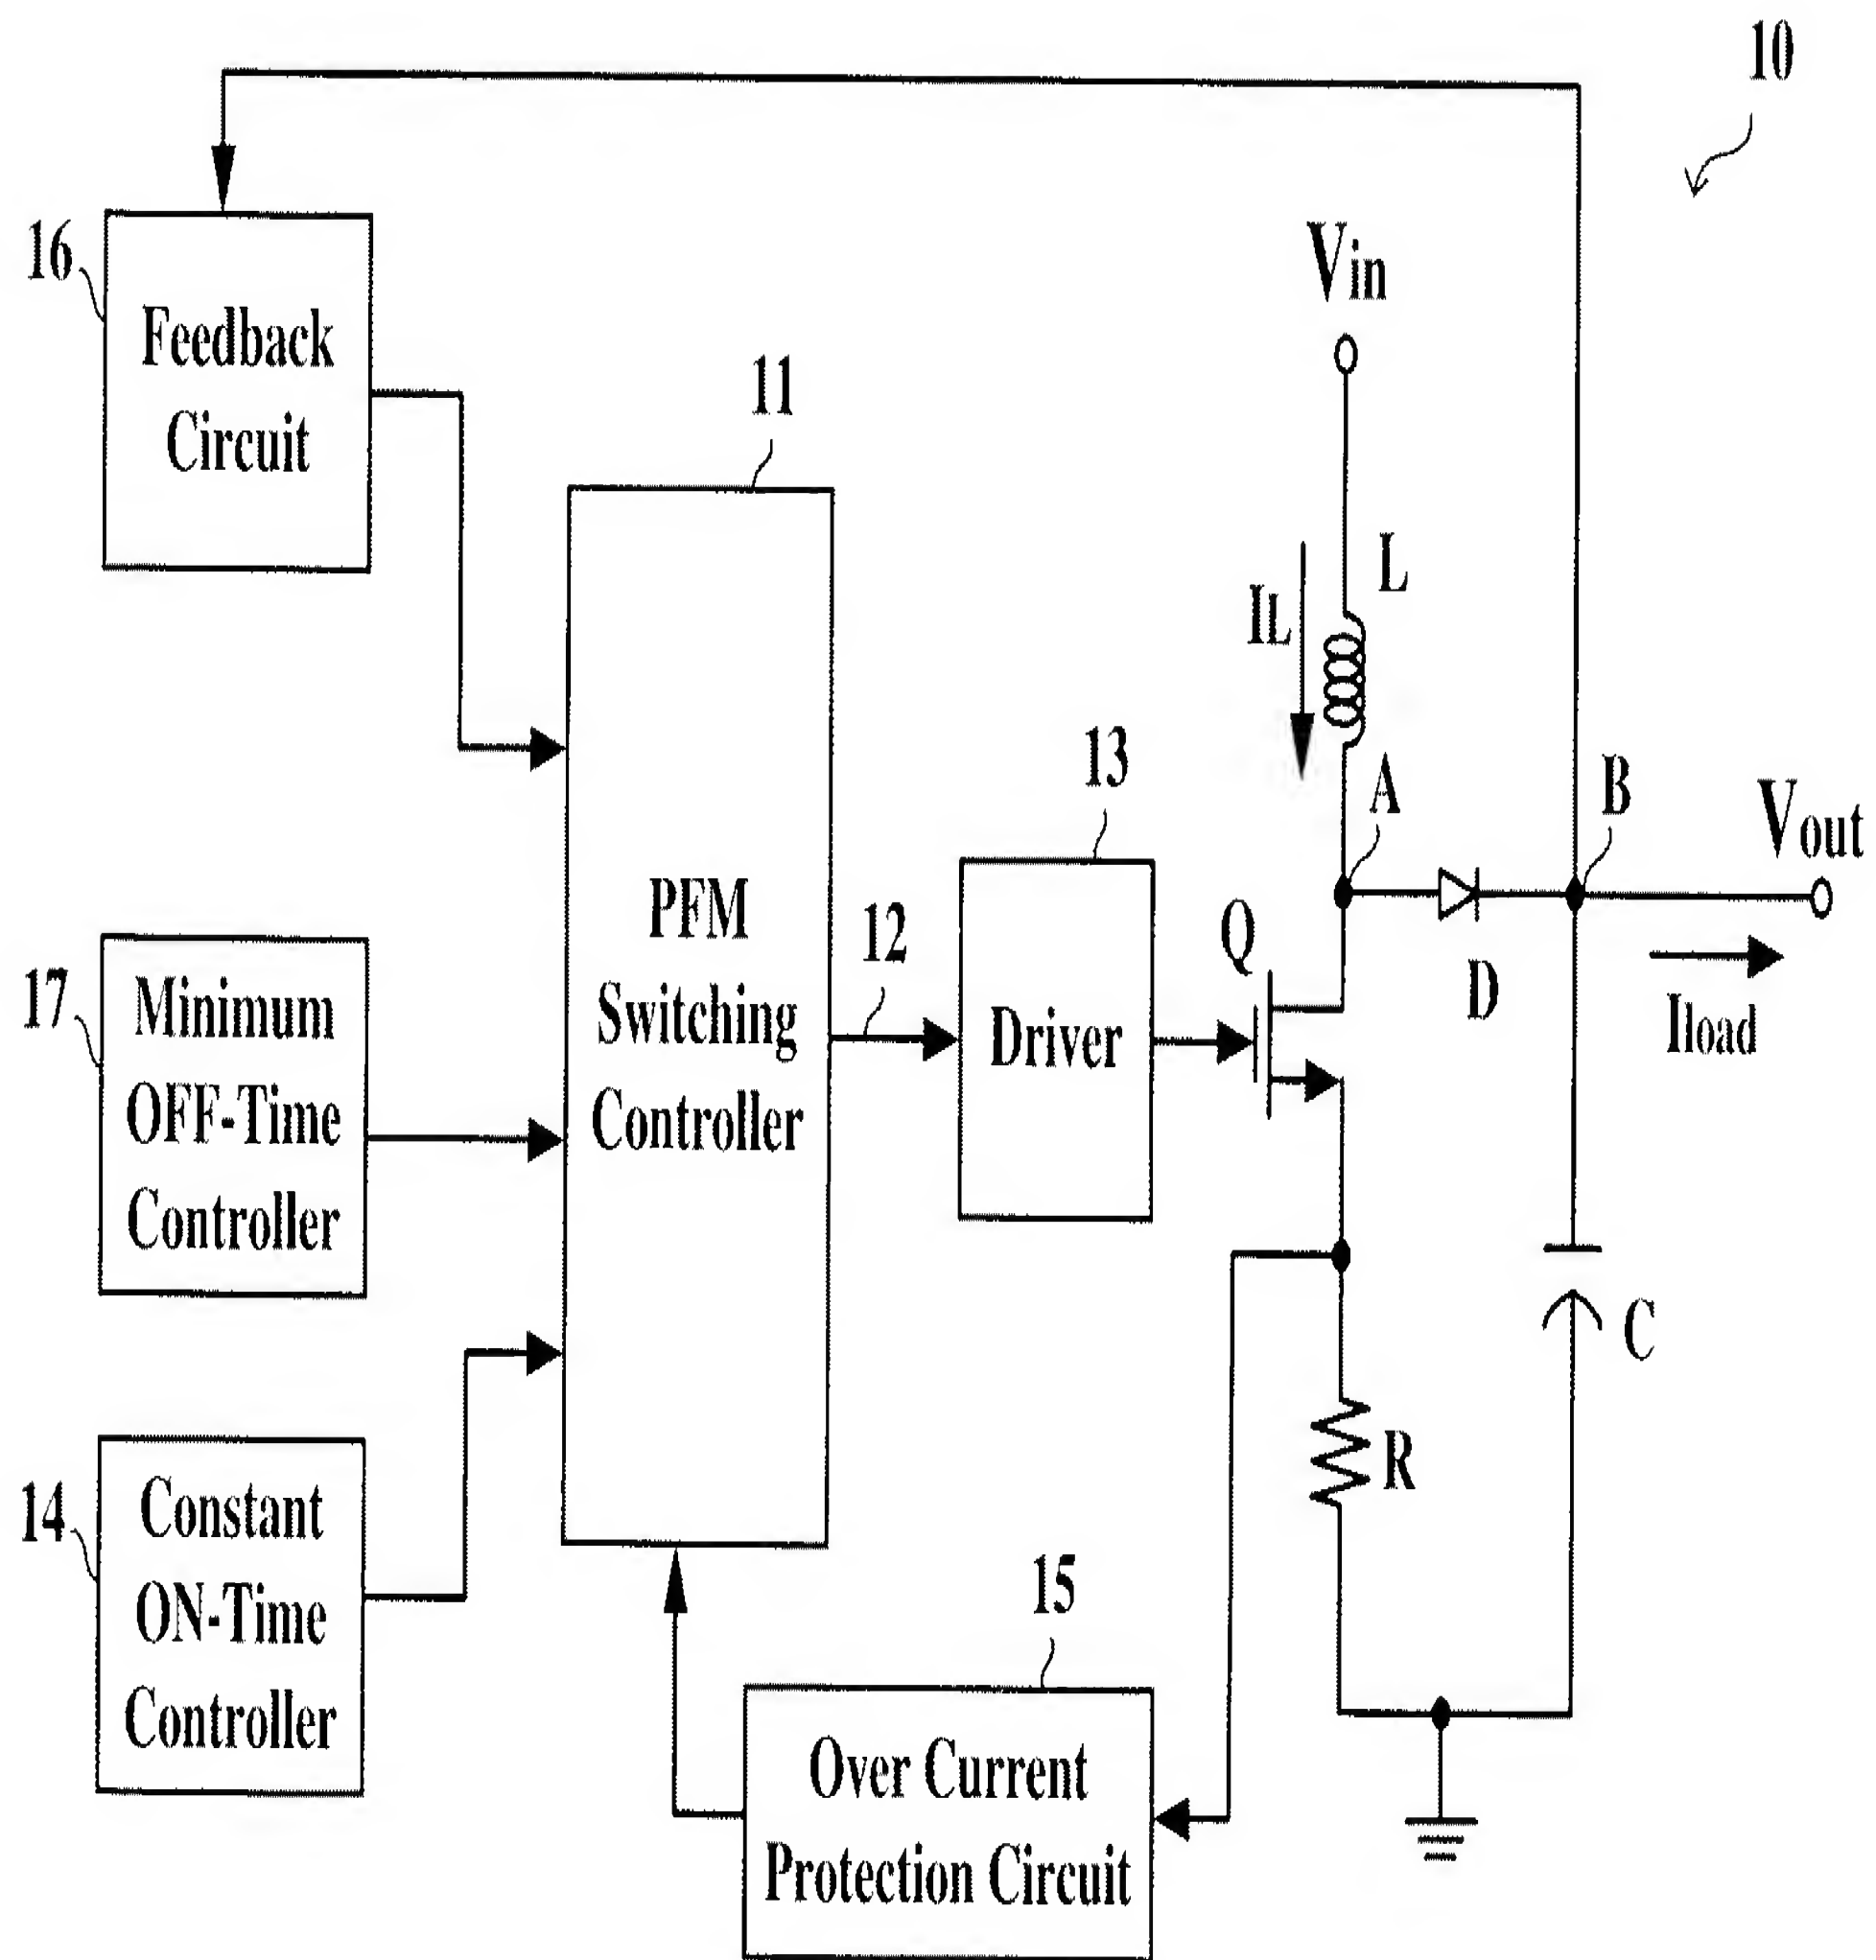 10
16
Feedback
Circuit
Vin
11
L
IL
13
A
B
Vout
PFM
Switching
Controller
12
Q
D
Iload
17
Minimum
OFF-Time
Controller
Driver
C
R
14
Constant
ON-Time
Controller
15
Over Current
Protection Circuit